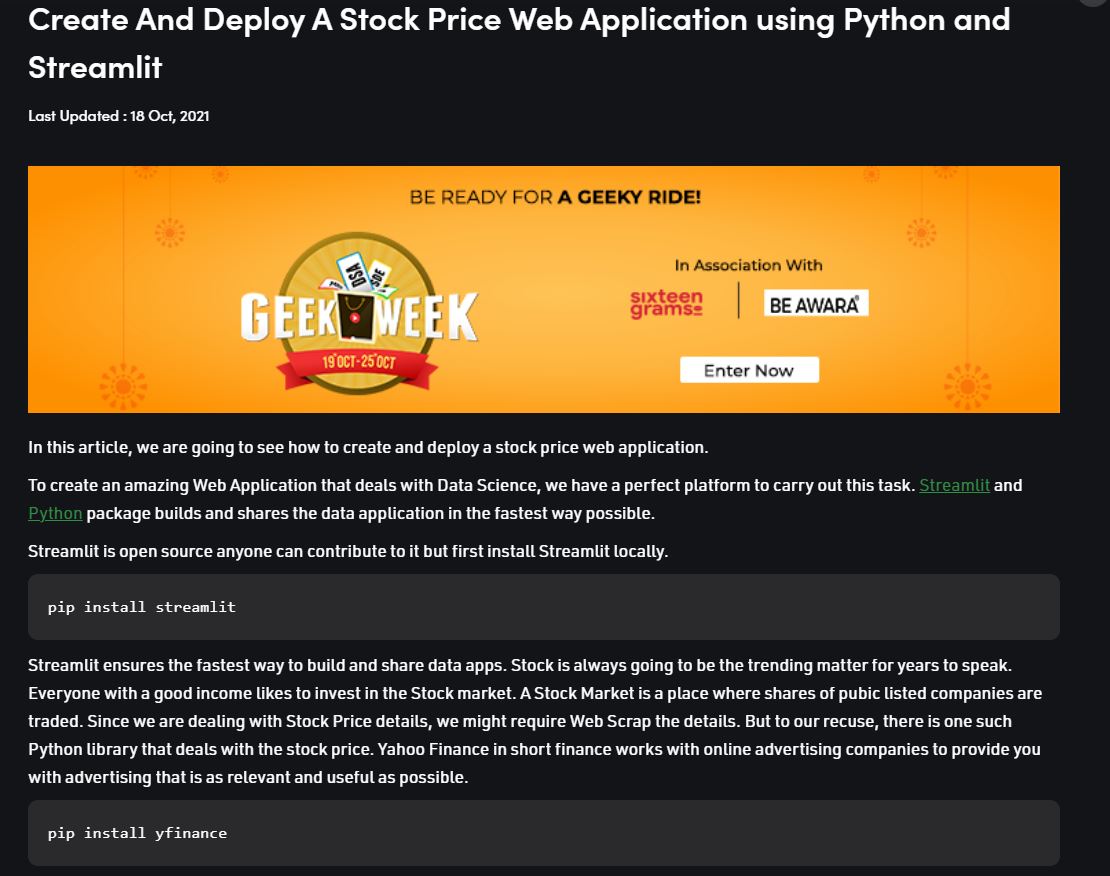 Create And Deploy A Stock Price Web Application using Python and
Streamlit
Last Updated : 18 Oct, 2021
BE READY FOR A GEEKY RIDE!
DSA
SDE
GEEK WEEK
19 OCT-25 OCT
In Association With
sixteen
grams
BE AWARA®
Enter Now
In this article, we are going to see how to create and deploy a stock price web application.
To create an amazing Web Application that deals with Data Science, we have a perfect platform to carry out this task. Streamlit and
Python package builds and shares the data application in the fastest way possible.
Streamlit is open source anyone can contribute to it but first install Streamlit locally.
pip install streamlit
Streamlit ensures the fastest way to build and share data apps. Stock is always going to be the trending matter for years to speak.
Everyone with a good income likes to invest in the Stock market. A Stock Market is a place where shares of pubic listed companies are
traded. Since we are dealing with Stock Price details, we might require Web Scrap the details. But to our recuse, there is one such
Python library that deals with the stock price. Yahoo Finance in short finance works with online advertising companies to provide you
with advertising that is as relevant and useful as possible.
pip install yfinance